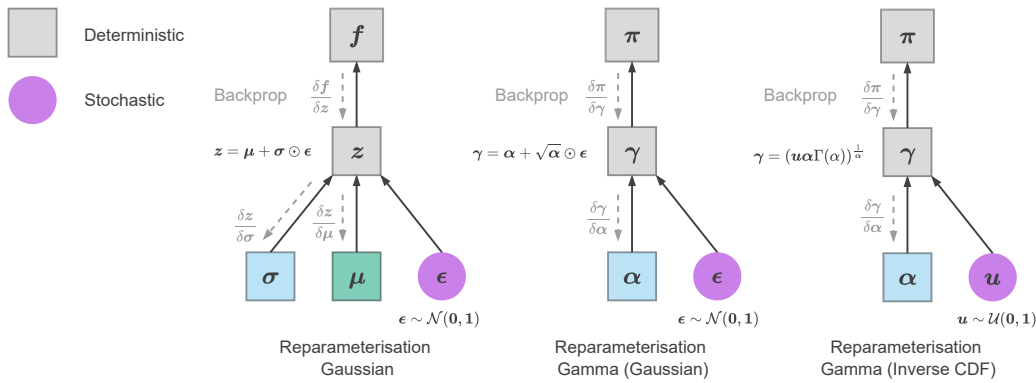 Deterministic
Stochastic
f
Backprop
δf/δz
z = μ + σ ⊙ ϵ
z
δz/δσ
δz/δμ
σ
μ
ϵ
ϵ ∼ 𝒩(0, 1)
Reparameterisation
Gaussian
π
Backprop
δπ/δγ
γ = α + √α ⊙ ϵ
γ
δγ/δα
α
ϵ
ϵ ∼ 𝒩(0, 1)
Reparameterisation
Gamma (Gaussian)
π
Backprop
δπ/δγ
γ = (uαΓ(α))^(1/α)
γ
δγ/δα
α
u
u ∼ 𝒰(0, 1)
Reparameterisation
Gamma (Inverse CDF)